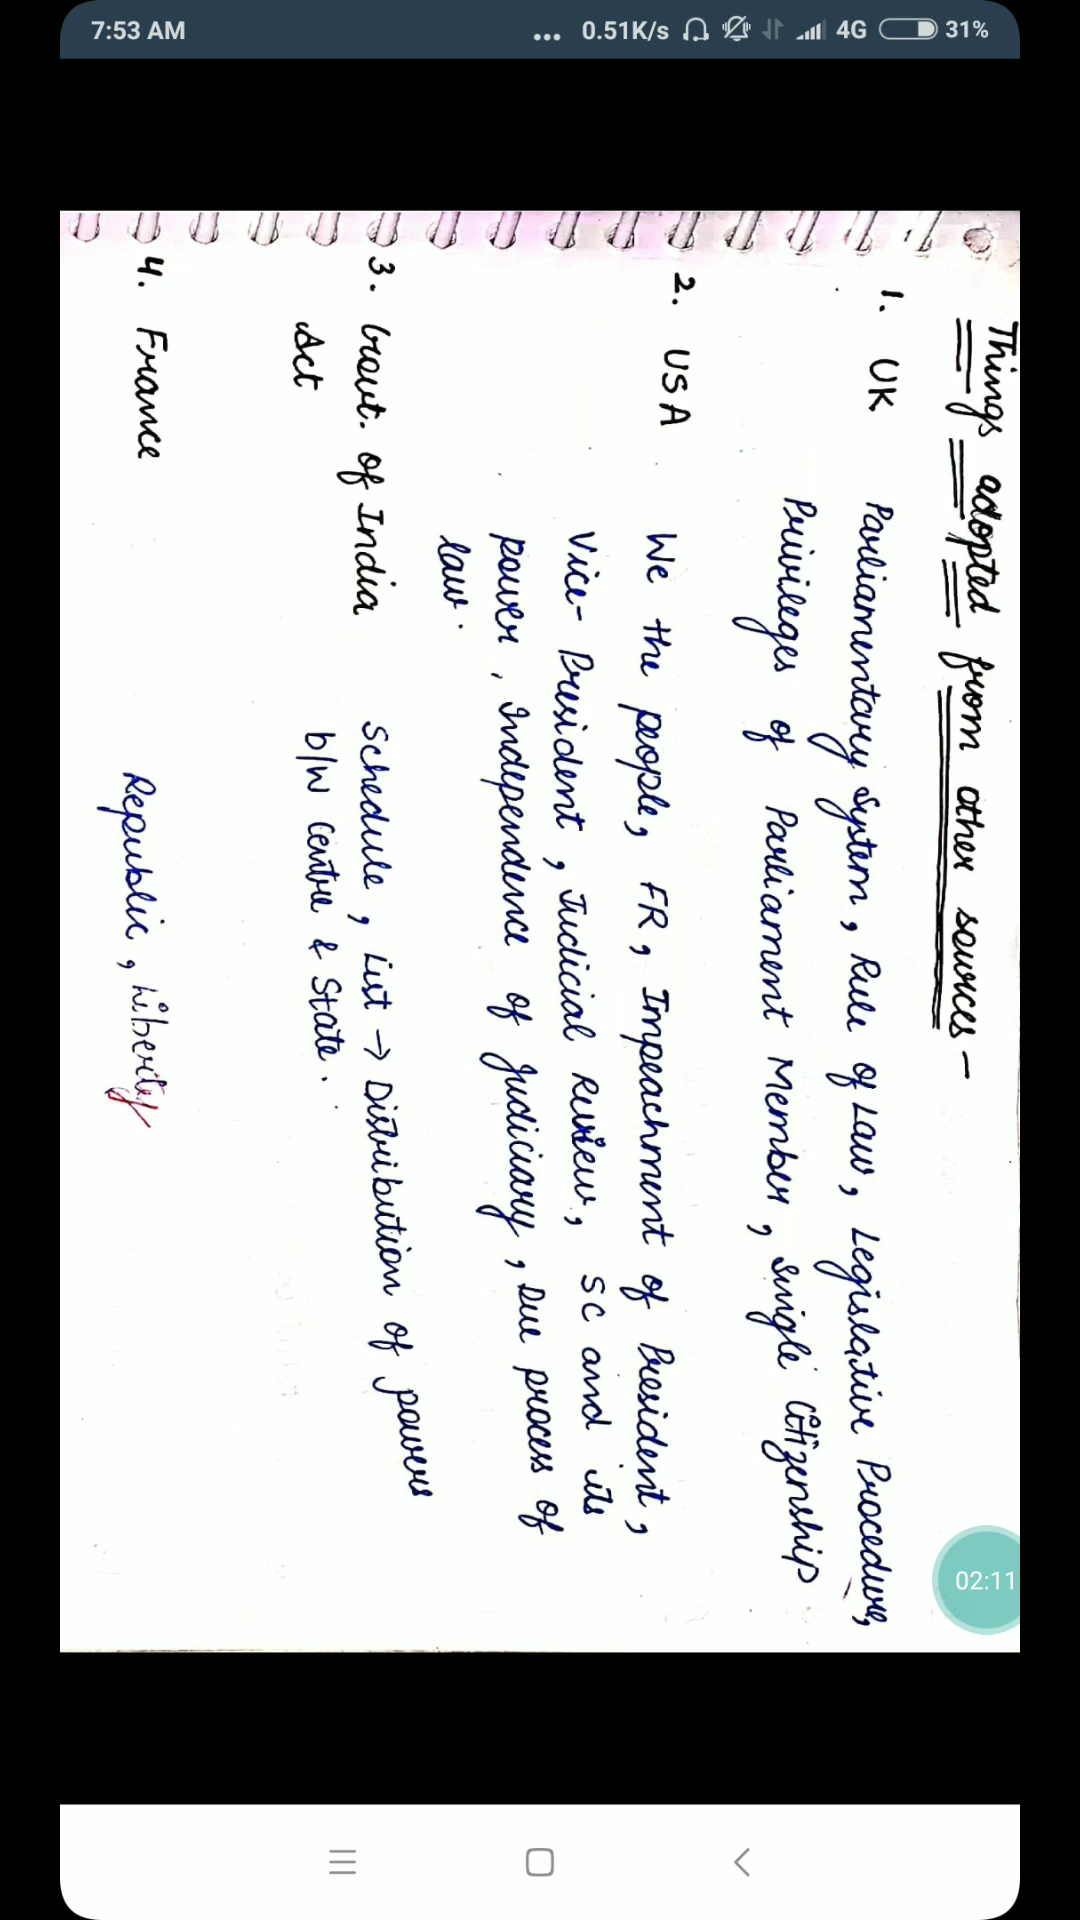 7:53 AM
... 0.51K/s 4G 31%
Things adopted from other sources -
1. UK Parliamentary System, Rule of Law, Legislative Procedure,
Privileges of Parliament Member, Single Citizenship
2. USA We the people, FR, Impeachment of President,
Vice-President, Judicial Review, SC and its
power, Independence of Judiciary, Due process of
law.
3. Govt. of India Schedule, List → Distribution of powers
Act b/w Centre & State.
4. France Republic, Liberity
02:11